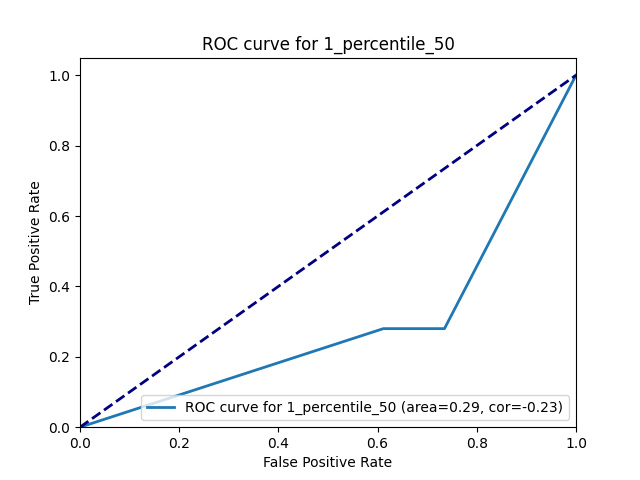 ROC curve for 1_percentile_50
1.0
0.8
0.6
0.4
0.2
0.0
True Positive Rate
ROC curve for 1_percentile_50 (area=0.29, cor=-0.23)
0.0 0.2 0.4 0.6 0.8 1.0
False Positive Rate